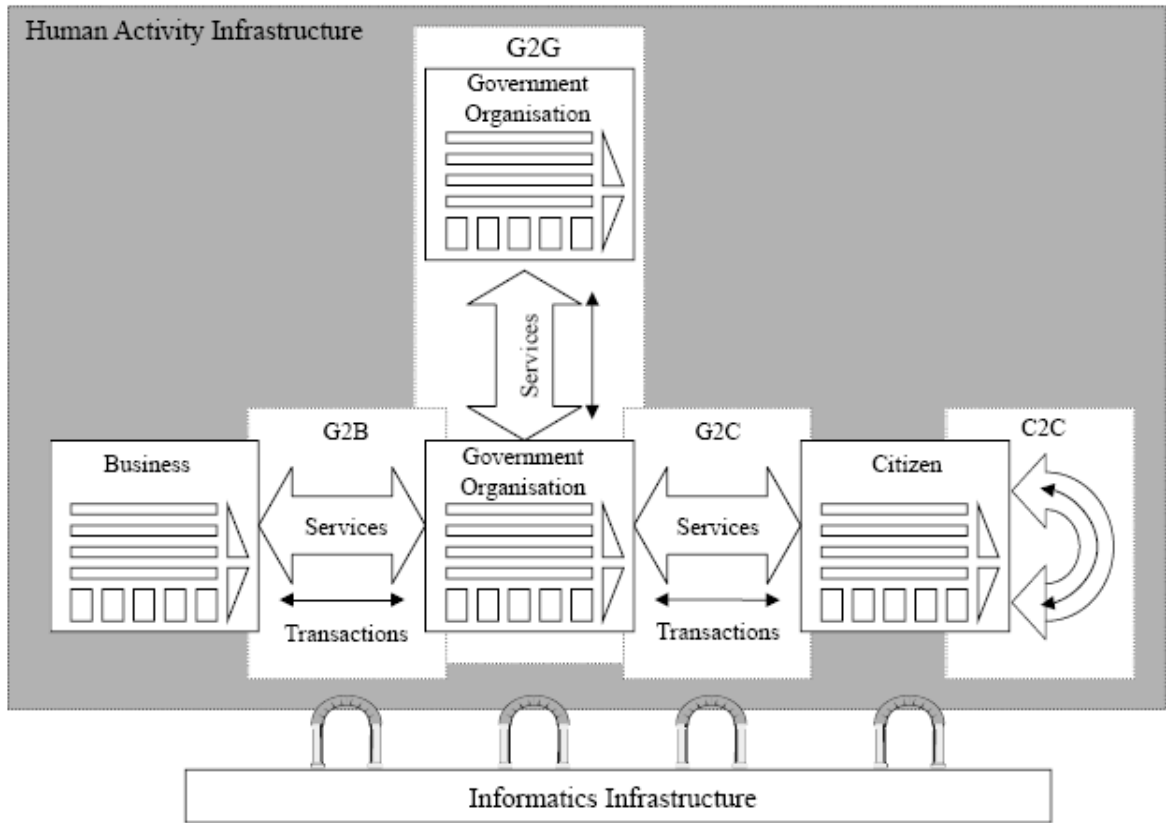 Human Activity Infrastructure
G2G
Government
Organisation
Services
G2B
G2C
C2C
Business
Government
Organisation
Citizen
Services
Services
Transactions
Transactions
Informatics Infrastructure